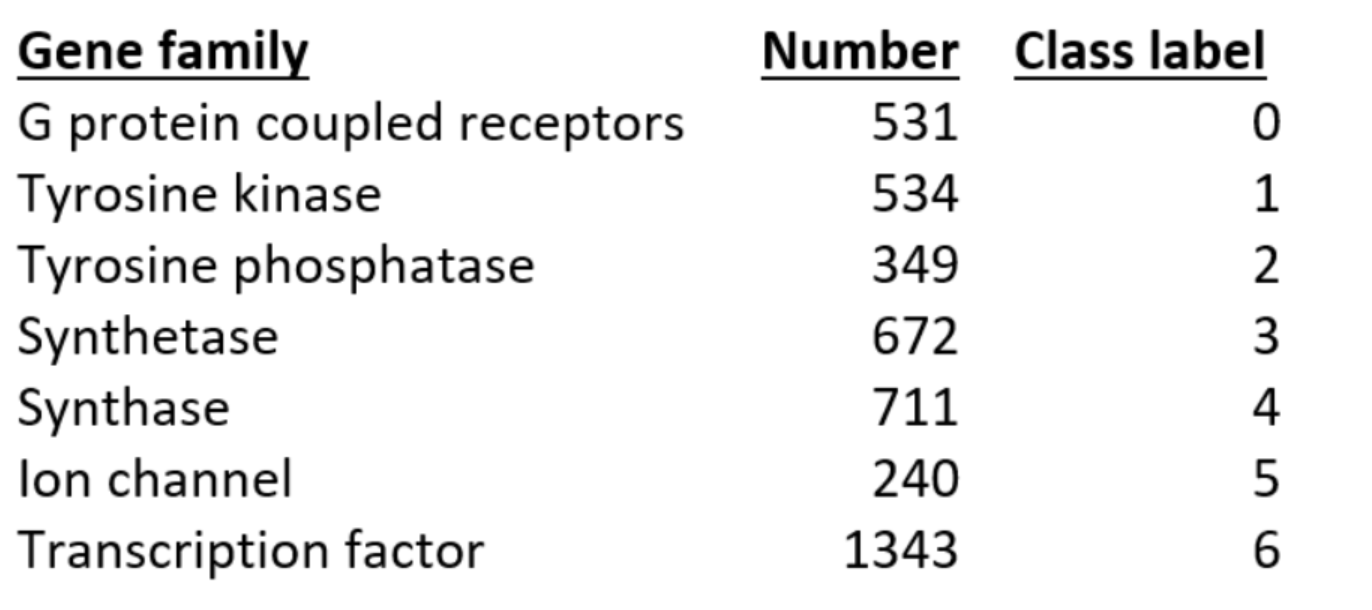 Gene family Number Class label
G protein coupled receptors 531 0
Tyrosine kinase 534 1
Tyrosine phosphatase 349 2
Synthetase 672 3
Synthase 711 4
Ion channel 240 5
Transcription factor 1343 6